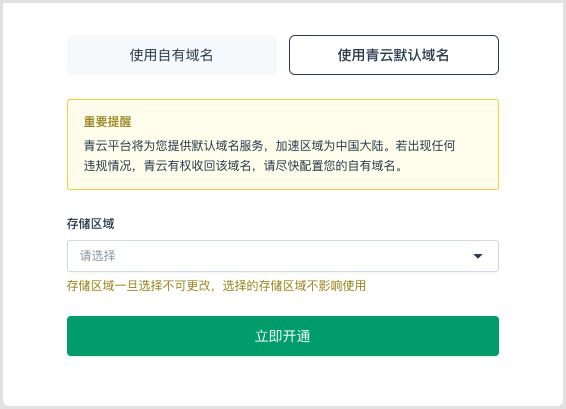 使用自有域名
使用青云默认域名
重要提醒
青云平台将为您提供默认域名服务，加速区域为中国大陆。若出现任何
违规情况，青云有权收回该域名，请尽快配置您的自有域名。
存储区域
请选择
存储区域一旦选择不可更改，选择的存储区域不影响使用
立即开通